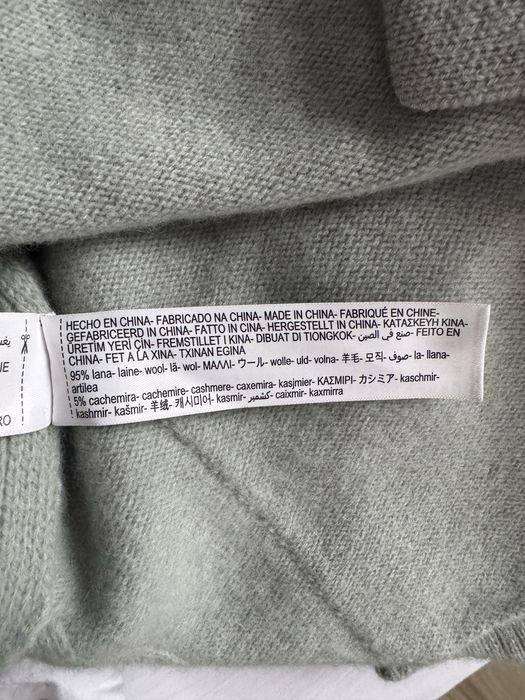 HECHO EN CHINA- FABRICADO NA CHINA- MADE IN CHINA- FABRIQUÉ EN CHINE-
GEFABRICEERD IN CHINA- FATTO IN CINA- HERGESTELLT IN CHINA- ΚΑΤΑΣΚΕΥΗ ΚΙΝΑ-
ÜRETIM YERİ ÇİN- FREMSTILLET I KINA- DIBUAT DI TIONGKOK- صنع في الصين- FEITO EN
CHINA- FET A LA XINA- TXINAN EGINA
95% lana- laine- wool- lã- wol- ΜΑΛΛΙ- ウール- wolle- uld- volna- 羊毛- 모직- صوف- la- llana-
artilea
5% cachemira- cachemire- cashmere- caxemira- kasjmier- ΚΑΣΜΙΡΙ- カシミア- kaschmir-
kashmir- kašmir- 羊绒- 캐시미어- kasmir- كشمير- caixmir- kaxmirra
NE
RO